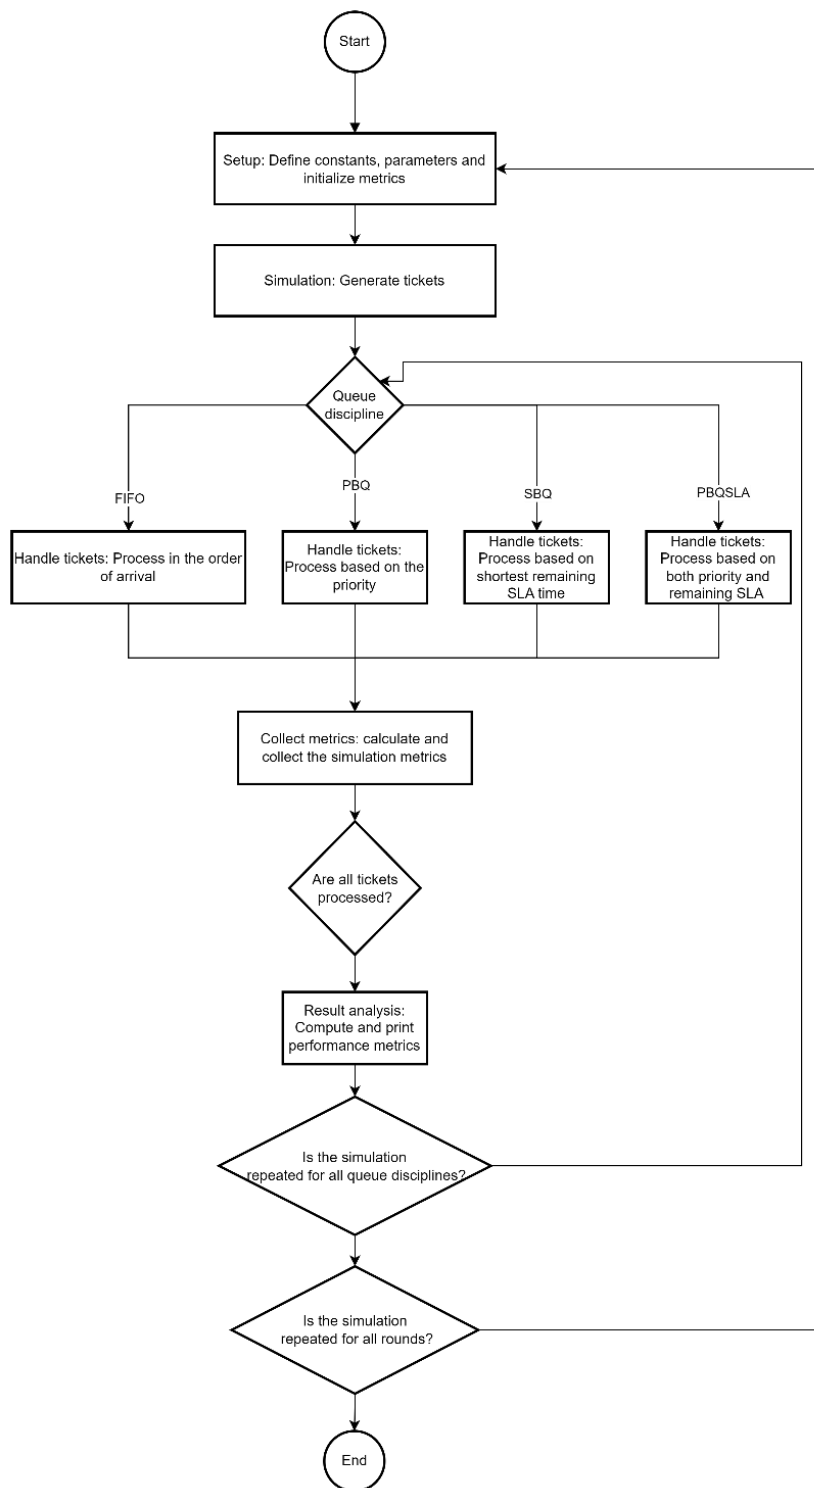 Start
Setup: Define constants, parameters and
initialize metrics
Simulation: Generate tickets
Queue
discipline
FIFO
PBQ
SBQ
PBQSLA
Handle tickets: Process in the order
of arrival
Handle tickets:
Process based on the
priority
Handle tickets:
Process based on
shortest remaining
SLA time
Handle tickets:
Process based on
both priority and
remaining SLA
Collect metrics: calculate and
collect the simulation metrics
Are all tickets
processed?
Result analysis:
Compute and print
performance metrics
Is the simulation
repeated for all queue disciplines?
Is the simulation
repeated for all rounds?
End